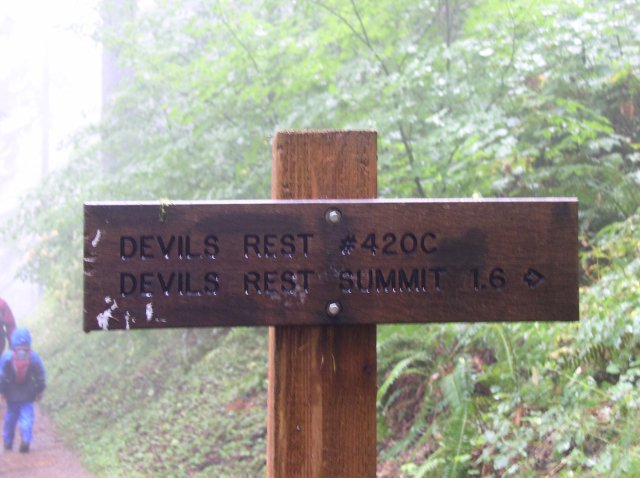 DEVILS REST #420C
DEVILS REST SUMMIT 1.6